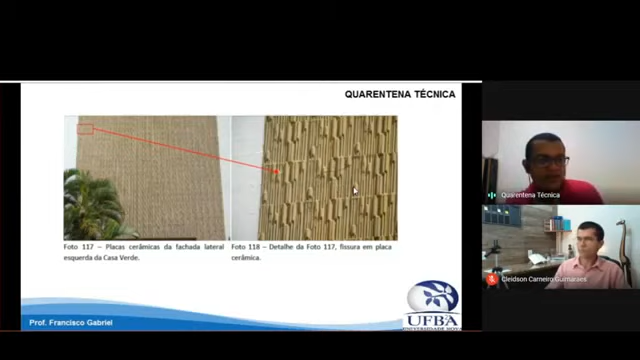 QUARENTENA TÉCNICA
Foto 117 – Placas cerâmicas da fachada lateral
esquerda da Casa Verde.
Foto 118 – Detalhe da Foto 117, fissura em placa
cerâmica.
Quarentena Técnica
Cleidson Carneiro Guimaraes
UFBA
Prof. Francisco Gabriel